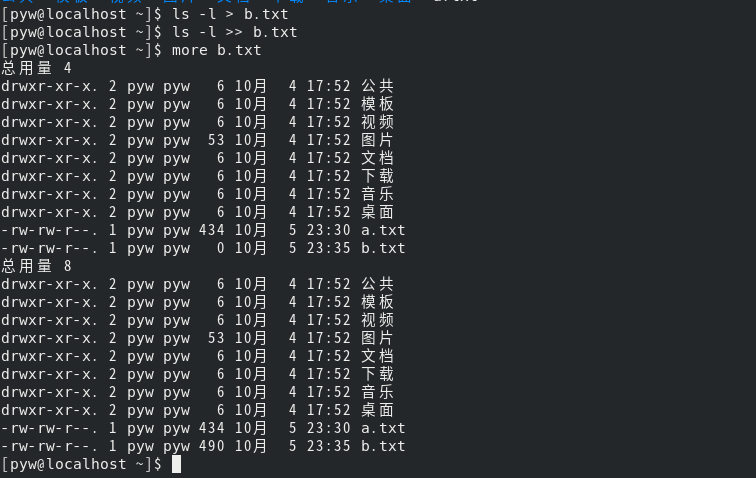 [pyw@localhost ~]$ ls -l > b.txt
[pyw@localhost ~]$ ls -l >> b.txt
[pyw@localhost ~]$ more b.txt
总用量 4
drwxr-xr-x. 2 pyw pyw   6 10月  4 17:52 公共
drwxr-xr-x. 2 pyw pyw   6 10月  4 17:52 模板
drwxr-xr-x. 2 pyw pyw   6 10月  4 17:52 视频
drwxr-xr-x. 2 pyw pyw  53 10月  4 17:52 图片
drwxr-xr-x. 2 pyw pyw   6 10月  4 17:52 文档
drwxr-xr-x. 2 pyw pyw   6 10月  4 17:52 下载
drwxr-xr-x. 2 pyw pyw   6 10月  4 17:52 音乐
drwxr-xr-x. 2 pyw pyw   6 10月  4 17:52 桌面
-rw-rw-r--. 1 pyw pyw 434 10月  5 23:30 a.txt
-rw-rw-r--. 1 pyw pyw   0 10月  5 23:35 b.txt
总用量 8
drwxr-xr-x. 2 pyw pyw   6 10月  4 17:52 公共
drwxr-xr-x. 2 pyw pyw   6 10月  4 17:52 模板
drwxr-xr-x. 2 pyw pyw   6 10月  4 17:52 视频
drwxr-xr-x. 2 pyw pyw  53 10月  4 17:52 图片
drwxr-xr-x. 2 pyw pyw   6 10月  4 17:52 文档
drwxr-xr-x. 2 pyw pyw   6 10月  4 17:52 下载
drwxr-xr-x. 2 pyw pyw   6 10月  4 17:52 音乐
drwxr-xr-x. 2 pyw pyw   6 10月  4 17:52 桌面
-rw-rw-r--. 1 pyw pyw 434 10月  5 23:30 a.txt
-rw-rw-r--. 1 pyw pyw 490 10月  5 23:35 b.txt
[pyw@localhost ~]$